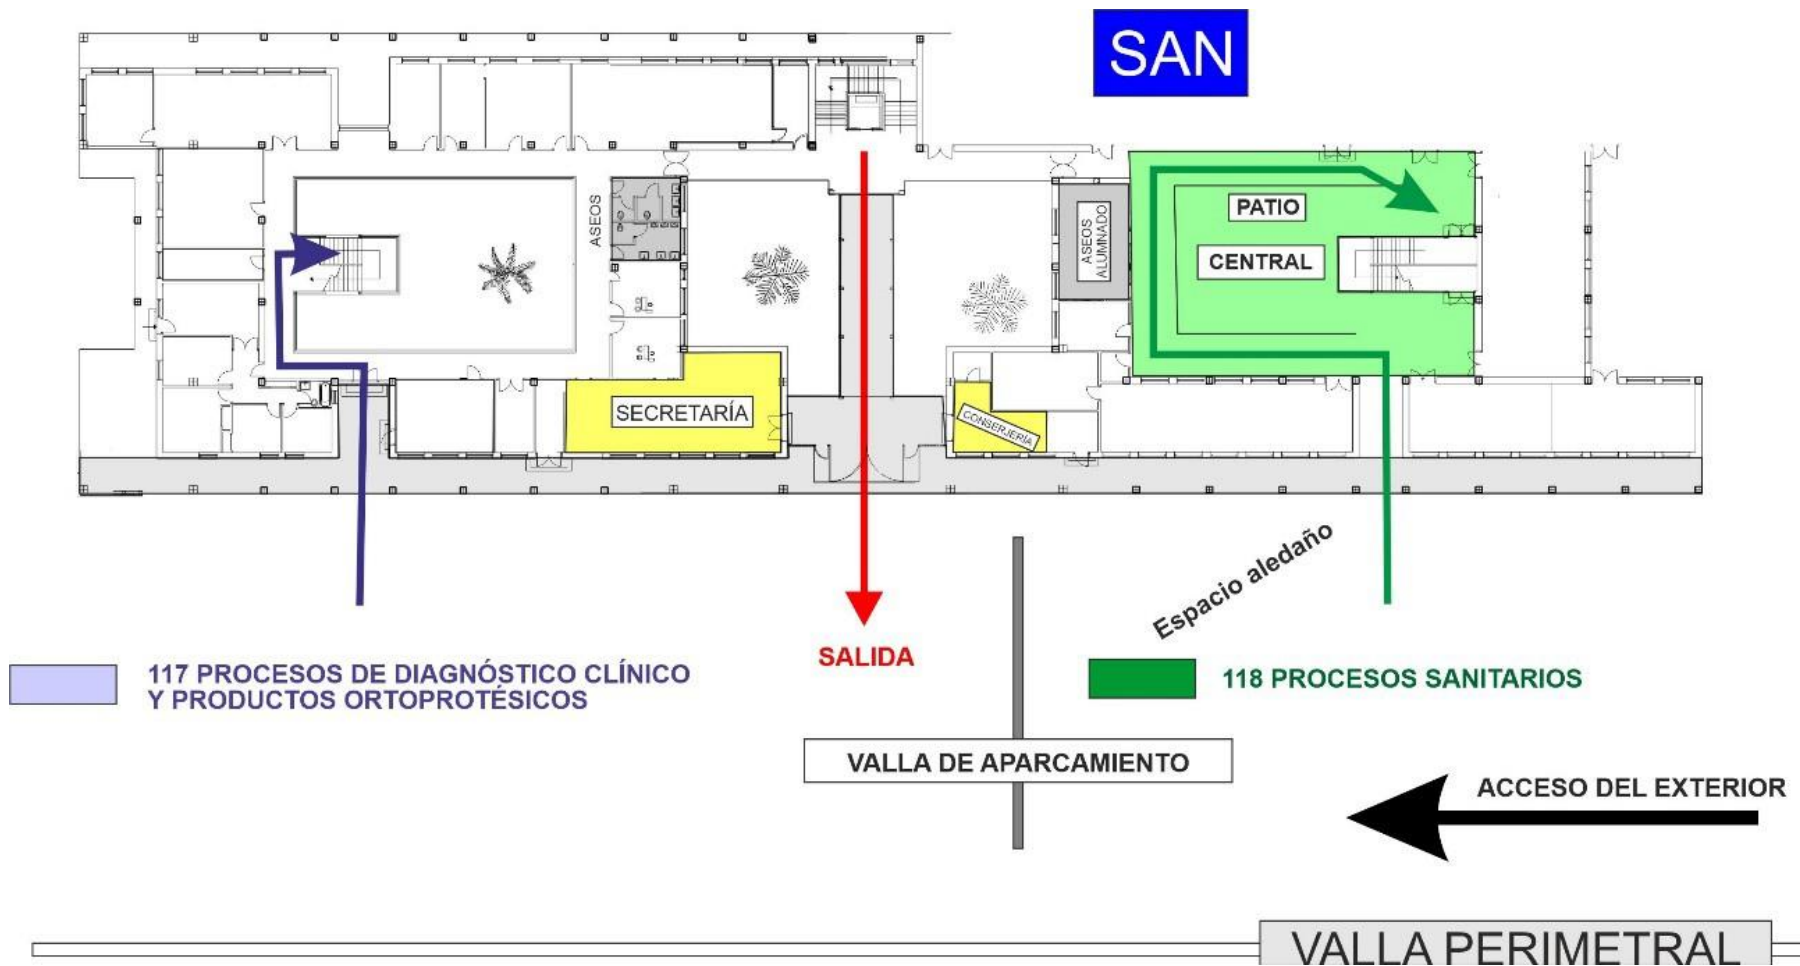 SAN
ASEOS
ASEOS
ALUMNADO
PATIO
CENTRAL
SECRETARÍA
CONSERJERÍA
Espacio aledaño
SALIDA
117 PROCESOS DE DIAGNÓSTICO CLÍNICO
Y PRODUCTOS ORTOPROTÉSICOS
118 PROCESOS SANITARIOS
VALLA DE APARCAMIENTO
ACCESO DEL EXTERIOR
VALLA PERIMETRAL